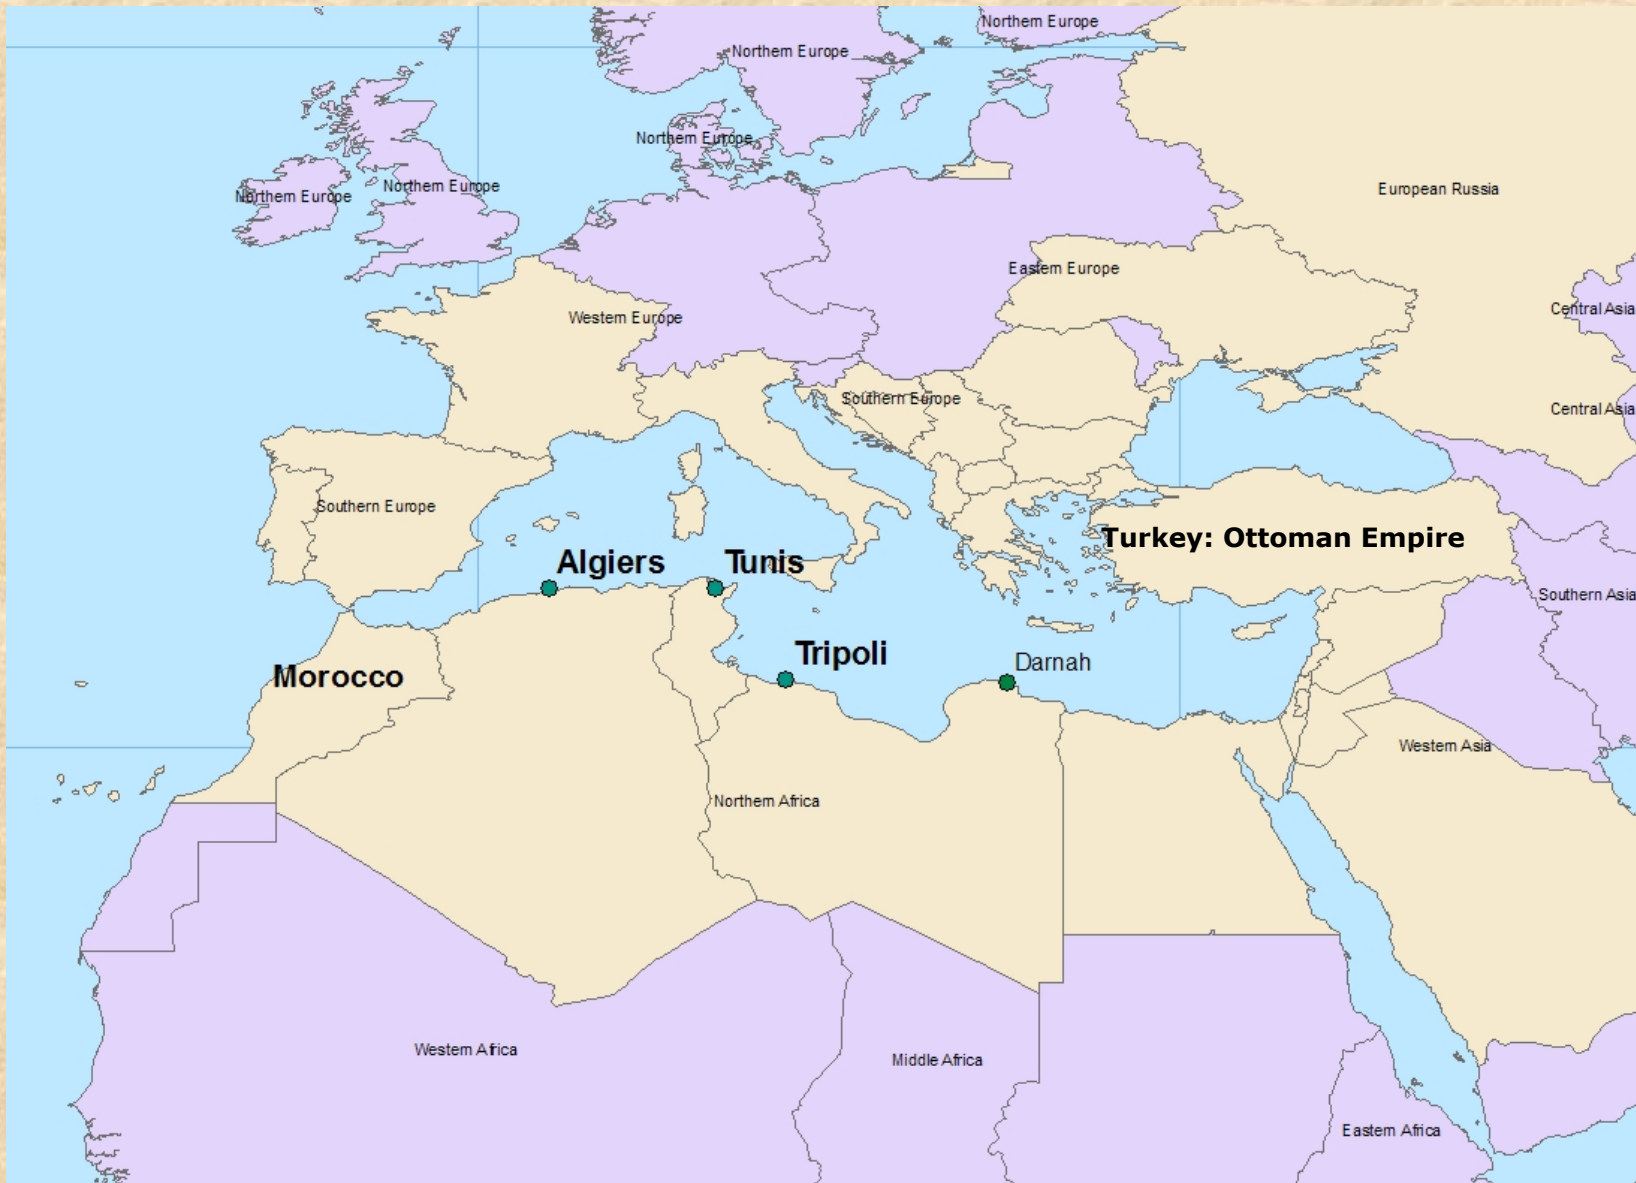 Northern Europe
Northern Europe
Northern Europe
Northern Europe
Northern Europe
European Russia
Eastern Europe
Central Asia
Western Europe
Southern Europe
Central Asia
Southern Europe
Turkey: Ottoman Empire
Algiers
Tunis
Southern Asia
Tripoli
Darnah
Morocco
Western Asia
Northern Africa
Western Africa
Middle Africa
Eastern Africa